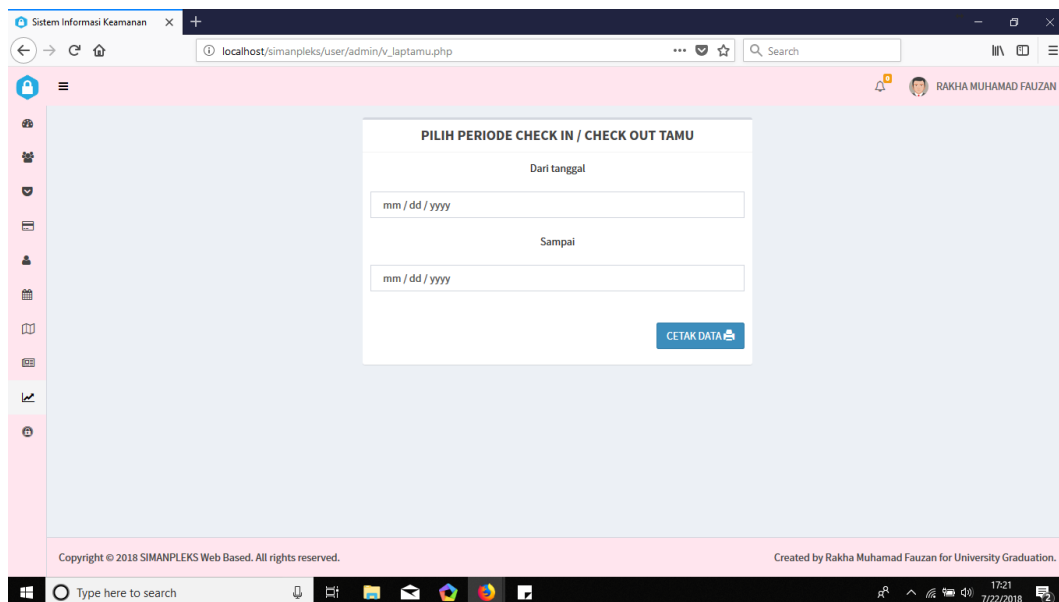 Sistem Informasi Keamanan
localhost/simanpleks/user/admin/v_laptamu.php
Search
0
RAKHA MUHAMAD FAUZAN
PILIH PERIODE CHECK IN / CHECK OUT TAMU
Dari tanggal
mm / dd / yyyy
Sampai
mm / dd / yyyy
CETAK DATA
Copyright © 2018 SIMANPLEKS Web Based. All rights reserved.
Created by Rakha Muhamad Fauzan for University Graduation.
Type here to search
17:21
7/22/2018
2